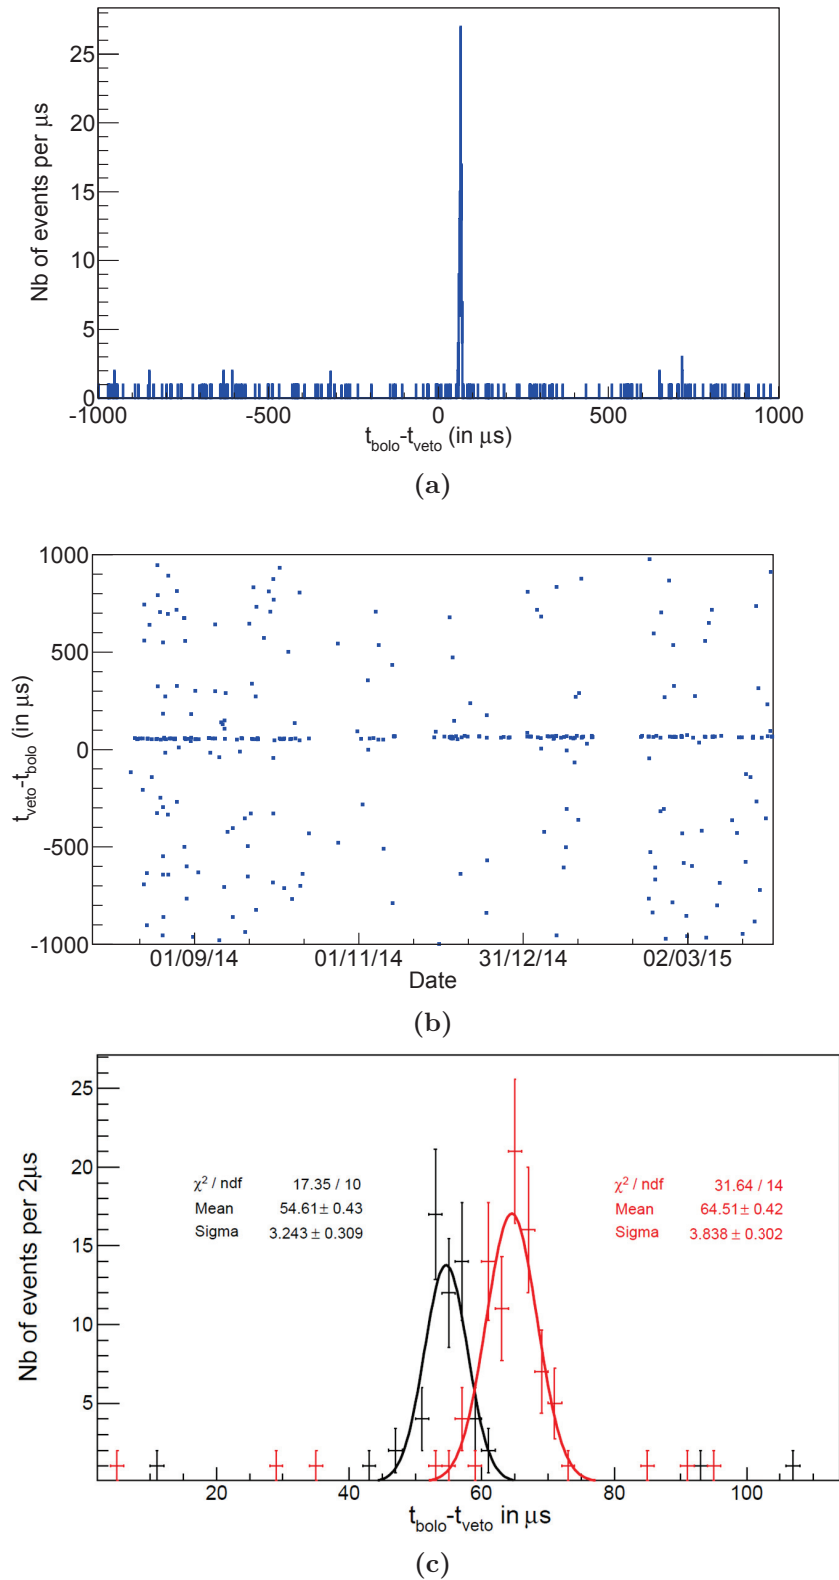 Nb of events per μs
25
20
15
10
5
0
-1000 -500 0 500 1000
t_bolo-t_veto (in μs)
(a)
t_veto-t_bolo (in μs)
1000
500
0
-500
-1000
01/09/14 01/11/14 31/12/14 02/03/15
Date
(b)
Nb of events per 2μs
25
20
15
10
5
χ² / ndf 17.35 / 10
Mean 54.61 ± 0.43
Sigma 3.243 ± 0.309
χ² / ndf 31.64 / 14
Mean 64.51 ± 0.42
Sigma 3.838 ± 0.302
20 40 60 80 100
t_bolo-t_veto in μs
(c)